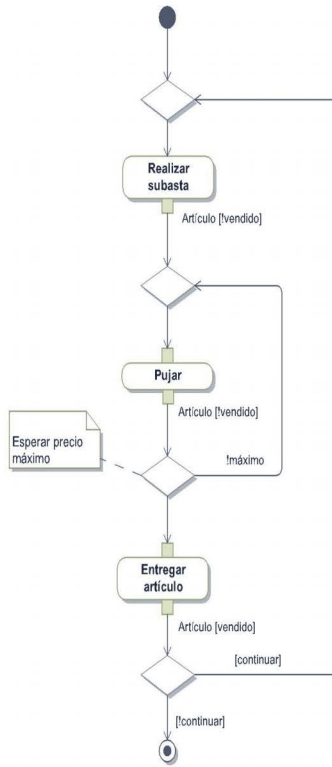 Realizar
subasta
Artículo [!vendido]
Pujar
Artículo [!vendido]
Esperar precio
máximo
!máximo
Entregar
artículo
Artículo [vendido]
[continuar]
[!continuar]